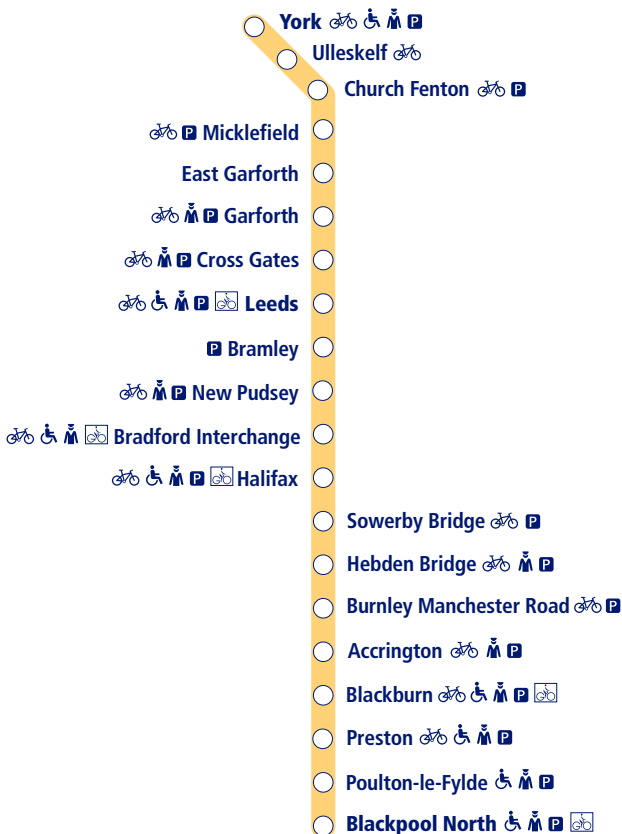 York P
Ulleskelf
Church Fenton P
P Micklefield
East Garforth
P Garforth
P Cross Gates
P Leeds
P Bramley
P New Pudsey
Bradford Interchange
P Halifax
Sowerby Bridge P
Hebden Bridge P
Burnley Manchester Road P
Accrington P
Blackburn P
Preston P
Poulton-le-Fylde P
Blackpool North P